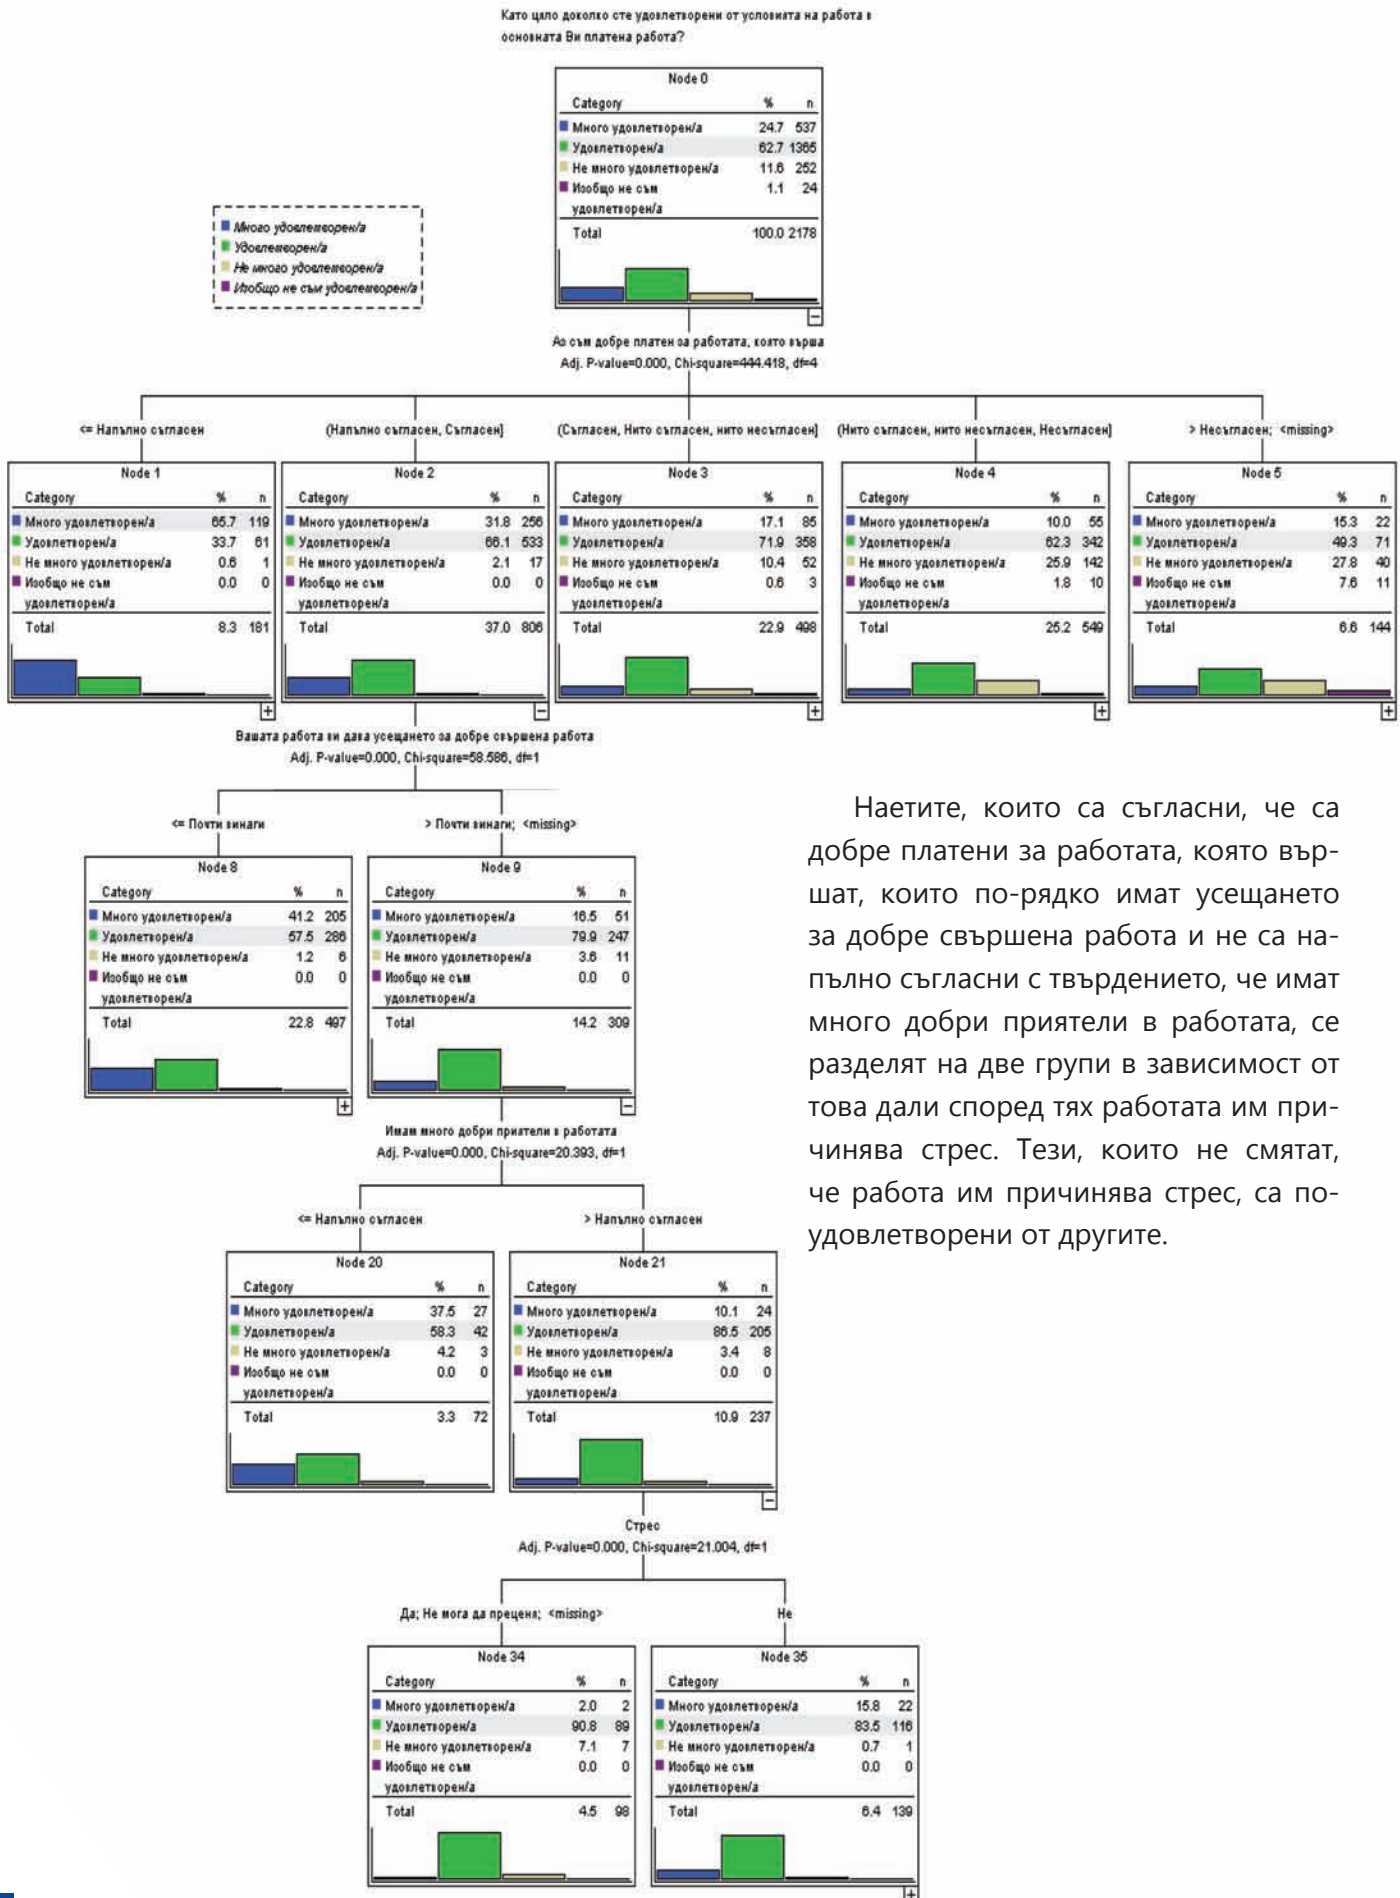 Като цяло доколко сте удовлетворени от условията на работа в
основната Ви платена работа?
Node 0
Category % n
Много удовлетворен/а 24.7 537
Удовлетворен/а 62.7 1365
Не много удовлетворен/а 11.6 252
Изобщо не съм 1.1 24
удовлетворен/а
Total 100.0 2178
Много удовлетворен/а
Удовлетворен/а
Не много удовлетворен/а
Изобщо не съм удовлетворен/а
Аз съм добре платен за работата, която върша
Adj. P-value=0.000, Chi-square=444.418, df=4
<= Напълно съгласен
(Напълно съгласен, Съгласен]
(Съгласен, Нито съгласен, нито несъгласен]
(Нито съгласен, нито несъгласен, Несъгласен]
> Несъгласен; <missing>
Node 1
Category % n
Много удовлетворен/а 65.7 119
Удовлетворен/а 33.7 61
Не много удовлетворен/а 0.6 1
Изобщо не съм 0.0 0
удовлетворен/а
Total 8.3 181
Node 2
Category % n
Много удовлетворен/а 31.8 256
Удовлетворен/а 66.1 533
Не много удовлетворен/а 2.1 17
Изобщо не съм 0.0 0
удовлетворен/а
Total 37.0 806
Node 3
Category % n
Много удовлетворен/а 17.1 85
Удовлетворен/а 71.9 358
Не много удовлетворен/а 10.4 52
Изобщо не съм 0.6 3
удовлетворен/а
Total 22.9 498
Node 4
Category % n
Много удовлетворен/а 10.0 55
Удовлетворен/а 62.3 342
Не много удовлетворен/а 25.9 142
Изобщо не съм 1.8 10
удовлетворен/а
Total 25.2 549
Node 5
Category % n
Много удовлетворен/а 15.3 22
Удовлетворен/а 49.3 71
Не много удовлетворен/а 27.8 40
Изобщо не съм 7.6 11
удовлетворен/а
Total 6.6 144
Вашата работа ви дава усещането за добре свършена работа
Adj. P-value=0.000, Chi-square=58.586, df=1
<= Почти винаги
> Почти винаги; <missing>
Node 8
Category % n
Много удовлетворен/а 41.2 205
Удовлетворен/а 57.5 286
Не много удовлетворен/а 1.2 6
Изобщо не съм 0.0 0
удовлетворен/а
Total 22.8 497
Node 9
Category % n
Много удовлетворен/а 16.5 51
Удовлетворен/а 79.9 247
Не много удовлетворен/а 3.6 11
Изобщо не съм 0.0 0
удовлетворен/а
Total 14.2 309
Наетите, които са съгласни, че са
добре платени за работата, която вър-
шат, които по-рядко имат усещането
за добре свършена работа и не са на-
пълно съгласни с твърдението, че имат
много добри приятели в работата, се
разделят на две групи в зависимост от
това дали според тях работата им при-
чинява стрес. Тези, които не смятат,
че работа им причинява стрес, са по-
удовлетворени от другите.
Имам много добри приятели в работата
Adj. P-value=0.000, Chi-square=20.393, df=1
<= Напълно съгласен
> Напълно съгласен
Node 20
Category % n
Много удовлетворен/а 37.5 27
Удовлетворен/а 58.3 42
Не много удовлетворен/а 4.2 3
Изобщо не съм 0.0 0
удовлетворен/а
Total 3.3 72
Node 21
Category % n
Много удовлетворен/а 10.1 24
Удовлетворен/а 86.5 205
Не много удовлетворен/а 3.4 8
Изобщо не съм 0.0 0
удовлетворен/а
Total 10.9 237
Стрес
Adj. P-value=0.000, Chi-square=21.004, df=1
Да; Не мога да преценя; <missing>
Не
Node 34
Category % n
Много удовлетворен/а 2.0 2
Удовлетворен/а 90.8 89
Не много удовлетворен/а 7.1 7
Изобщо не съм 0.0 0
удовлетворен/а
Total 4.5 98
Node 35
Category % n
Много удовлетворен/а 15.8 22
Удовлетворен/а 83.5 116
Не много удовлетворен/а 0.7 1
Изобщо не съм 0.0 0
удовлетворен/а
Total 6.4 139